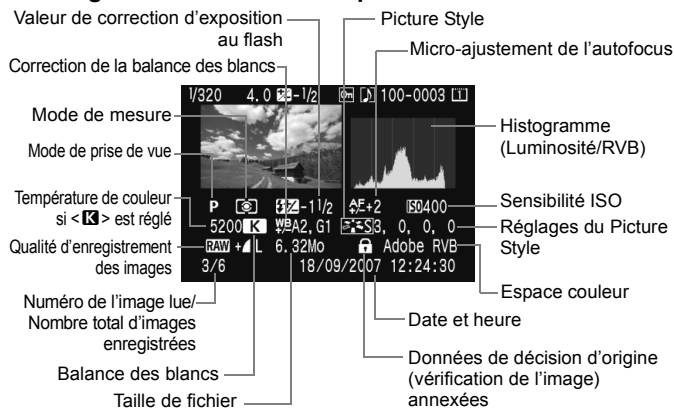 Valeur de correction d’exposition
au flash
Picture Style
Micro-ajustement de l’autofocus
Correction de la balance des blancs
1/320 4.0 -1/2 100-0003 1
Mode de mesure
Histogramme
(Luminosité/RVB)
Mode de prise de vue
P -1 1/2 AF+2 ISO400
Sensibilité ISO
Température de couleur
si <K> est réglé
5200 K WB A2, G1 S3, 0, 0, 0
Réglages du Picture
Style
Qualité d’enregistrement
des images
RAW +L 6.32Mo Adobe RVB
3/6 18/09/2007 12:24:30
Espace couleur
Numéro de l’image lue/
Nombre total d’images
enregistrées
Date et heure
Balance des blancs
Données de décision d’origine
(vérification de l’image)
annexées
Taille de fichier